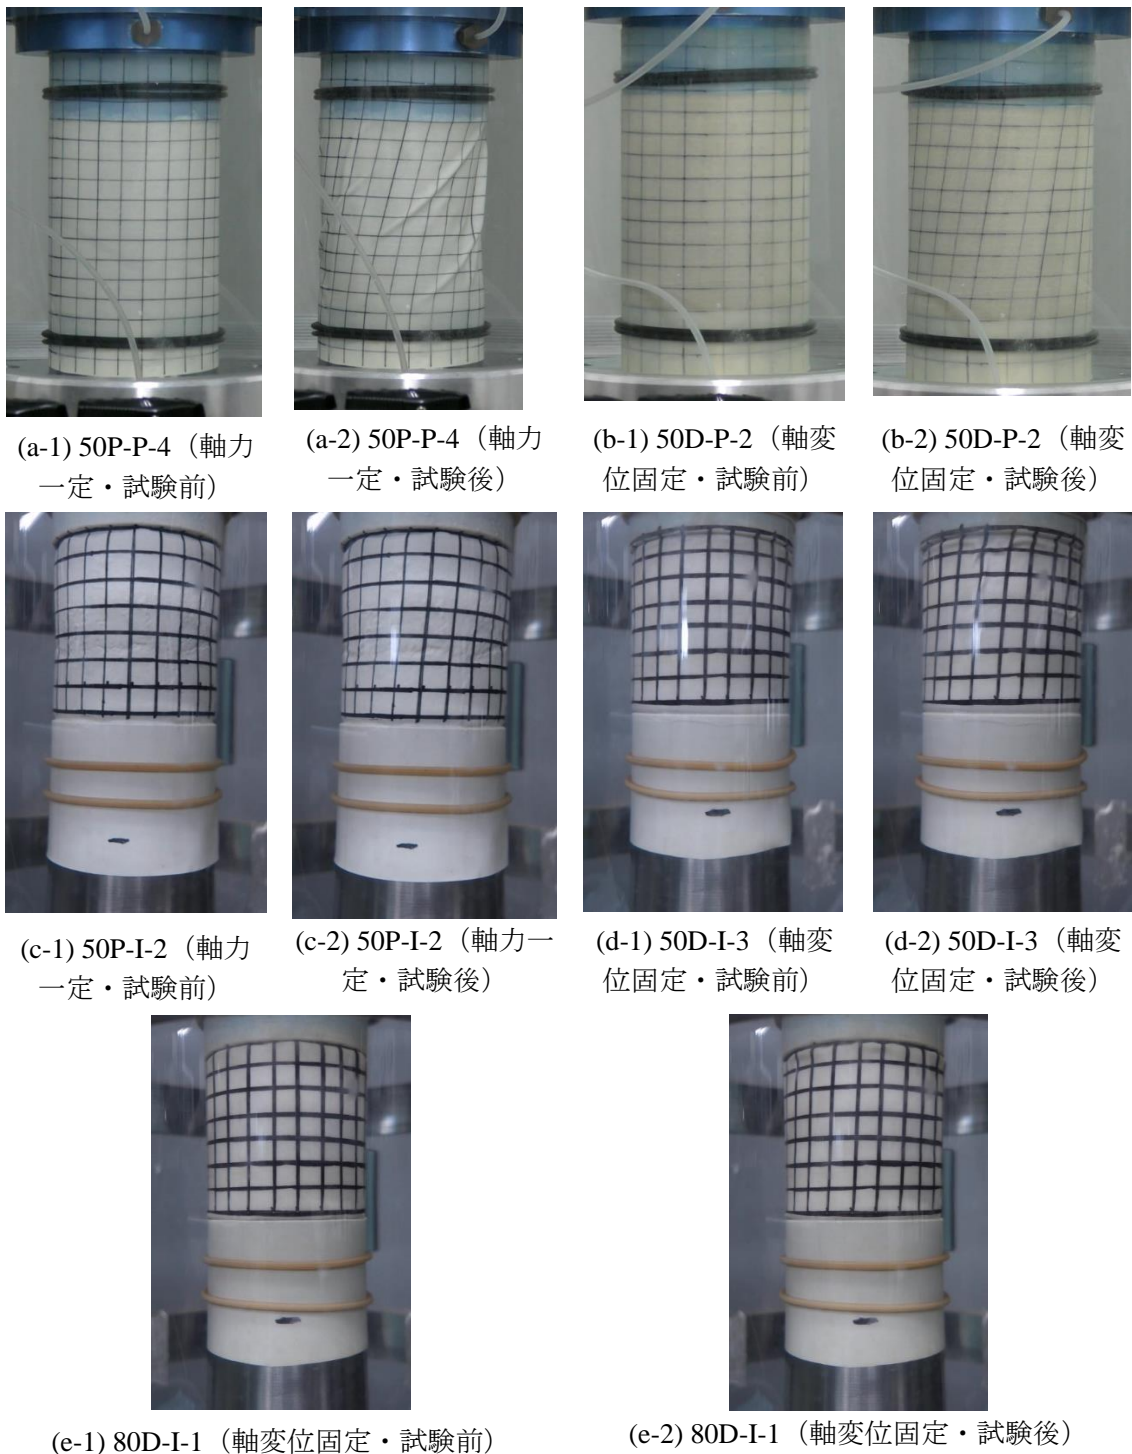 (a-1) 50P-P-4（軸力
一定・試験前）
(a-2) 50P-P-4（軸力
一定・試験後）
(b-1) 50D-P-2（軸変
位固定・試験前）
(b-2) 50D-P-2（軸変
位固定・試験後）
(c-1) 50P-I-2（軸力
一定・試験前）
(c-2) 50P-I-2（軸力一
定・試験後）
(d-1) 50D-I-3（軸変
位固定・試験前）
(d-2) 50D-I-3（軸変
位固定・試験後）
(e-1) 80D-I-1（軸変位固定・試験前）
(e-2) 80D-I-1（軸変位固定・試験後）